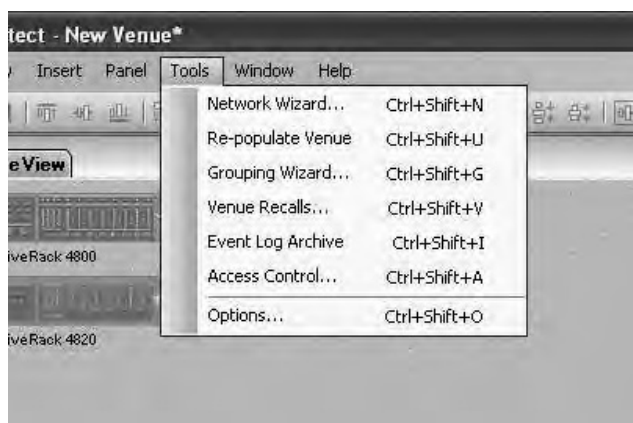 tect - New Venue*
Insert Panel Tools Window Help
Network Wizard... Ctrl+Shift+N
Re-populate Venue Ctrl+Shift+U
eView
Grouping Wizard... Ctrl+Shift+G
Venue Recalls... Ctrl+Shift+V
Event Log Archive Ctrl+Shift+I
iveRack 4800
Access Control... Ctrl+Shift+A
Options... Ctrl+Shift+O
iveRack 4820